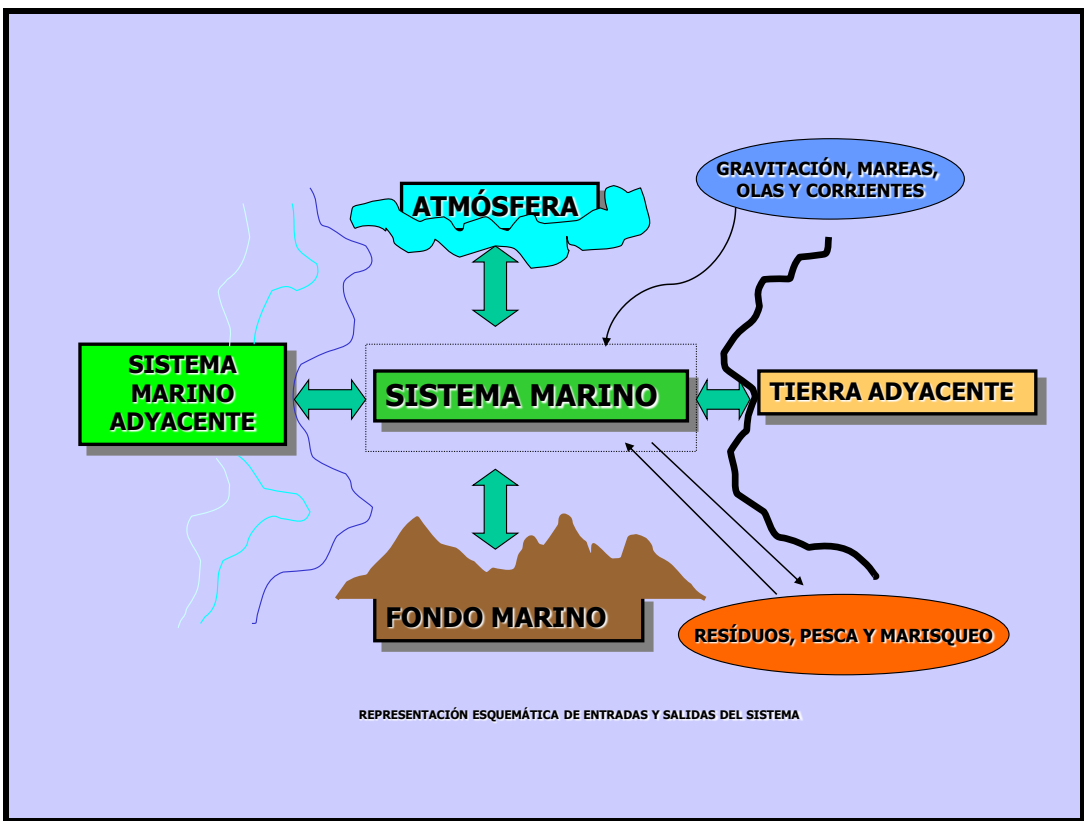 GRAVITACIÓN, MAREAS,
OLAS Y CORRIENTES
ATMÓSFERA
SISTEMA
MARINO
ADYACENTE
SISTEMA MARINO
TIERRA ADYACENTE
FONDO MARINO
RESÍDUOS, PESCA Y MARISQUEO
REPRESENTACIÓN ESQUEMÁTICA DE ENTRADAS Y SALIDAS DEL SISTEMA